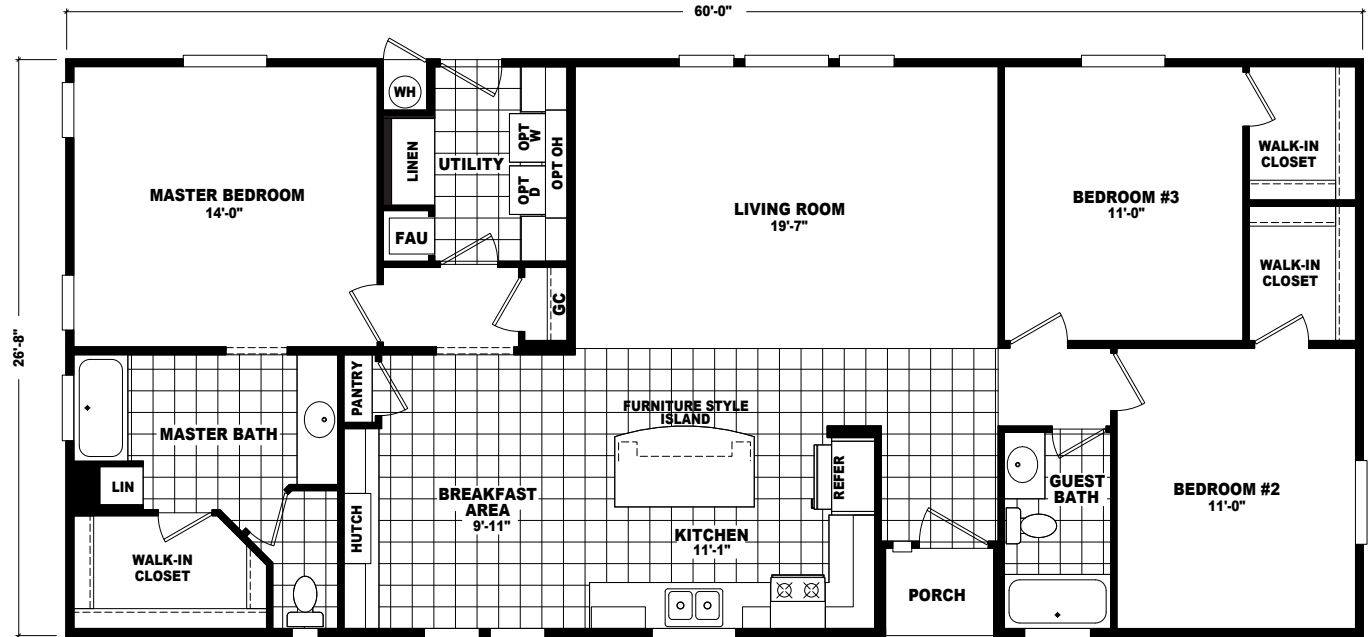 60'-0"
26'-8"
MASTER BEDROOM
14'-0"
WH
LINEN
FAU
UTILITY
OPT
W
OPT
D
OPT OH
GC
LIVING ROOM
19'-7"
BEDROOM #3
11'-0"
WALK-IN
CLOSET
WALK-IN
CLOSET
MASTER BATH
LIN
WALK-IN
CLOSET
PANTRY
HUTCH
BREAKFAST
AREA
9'-11"
FURNITURE STYLE
ISLAND
KITCHEN
11'-1"
REFER
PORCH
GUEST
BATH
BEDROOM #2
11'-0"